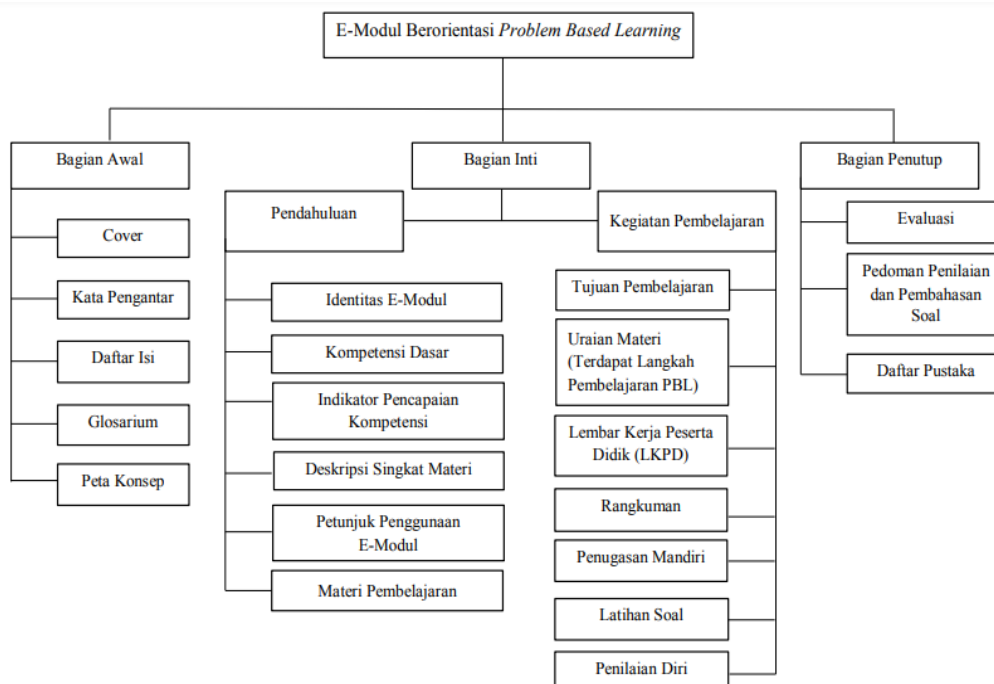 E-Modul Berorientasi Problem Based Learning
Bagian Awal
Cover
Kata Pengantar
Daftar Isi
Glosarium
Peta Konsep
Bagian Inti
Pendahuluan
Identitas E-Modul
Kompetensi Dasar
Indikator Pencapaian
Kompetensi
Deskripsi Singkat Materi
Petunjuk Penggunaan
E-Modul
Materi Pembelajaran
Kegiatan Pembelajaran
Tujuan Pembelajaran
Uraian Materi
(Terdapat Langkah
Pembelajaran PBL)
Lembar Kerja Peserta
Didik (LKPD)
Rangkuman
Penugasan Mandiri
Latihan Soal
Penilaian Diri
Bagian Penutup
Evaluasi
Pedoman Penilaian
dan Pembahasan
Soal
Daftar Pustaka